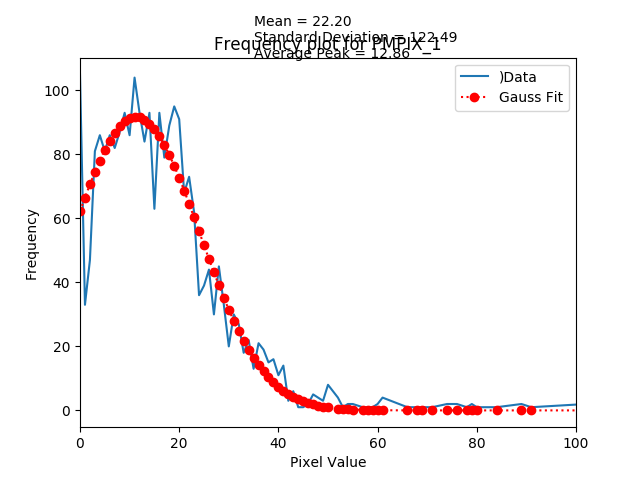 Mean = 22.20
Standard Deviation = 122.49
Frequency plot for PMPIX_1
Average Peak = 12.86
)Data
Gauss Fit
100
80
60
40
20
0
Frequency
0 20 40 60 80 100
Pixel Value